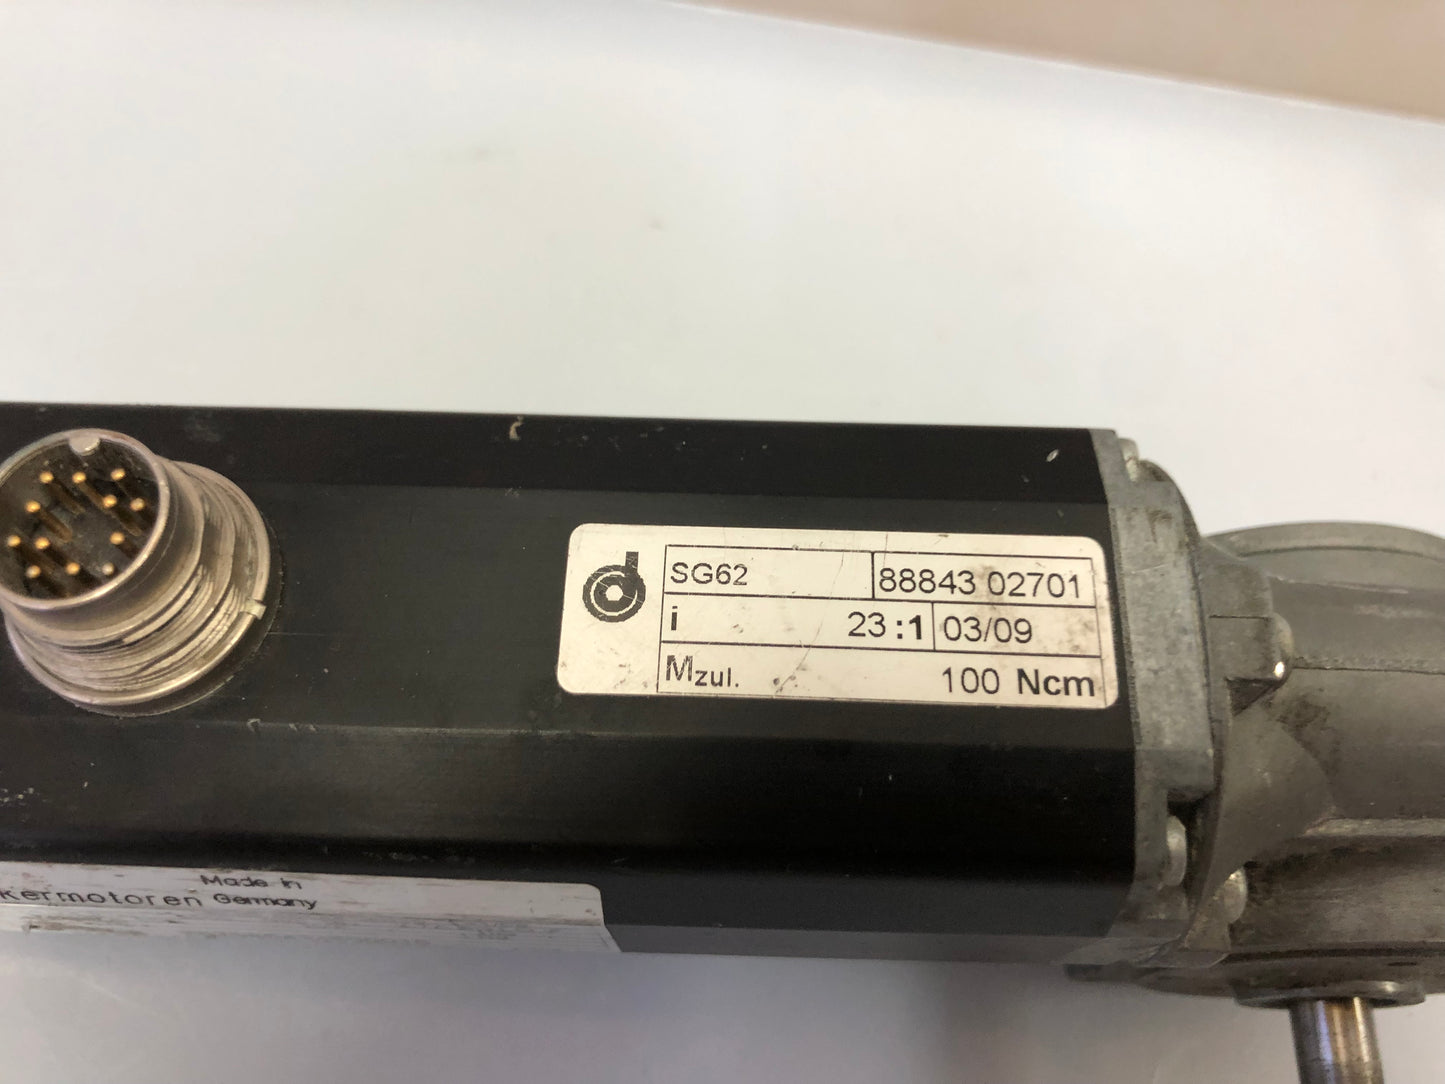 SG62 88843 02701
i 23 :1 03/09
Mzul. 100 Ncm
Made in
kermotoren Germany